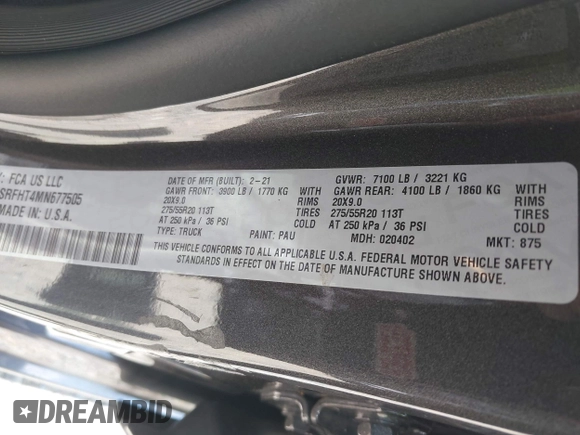 FCA US LLC
SRFHT4MN677505
MADE IN U.S.A.
DATE OF MFR (BUILT): 2-21
GAWR FRONT: 3900 LB / 1770 KG
20X9.0 RIMS
275/55R20 113T TIRES
AT 250 kPa / 36 PSI COLD
TYPE: TRUCK PAINT: PAU
GVWR: 7100 LB / 3221 KG
GAWR REAR: 4100 LB / 1860 KG
20X9.0 RIMS
275/55R20 113T TIRES
AT 250 kPa / 36 PSI COLD
MDH: 020402 MKT: 875
THIS VEHICLE CONFORMS TO ALL APPLICABLE U.S.A. FEDERAL MOTOR VEHICLE SAFETY
STANDARDS IN EFFECT ON THE DATE OF MANUFACTURE SHOWN ABOVE.
DREAMBID